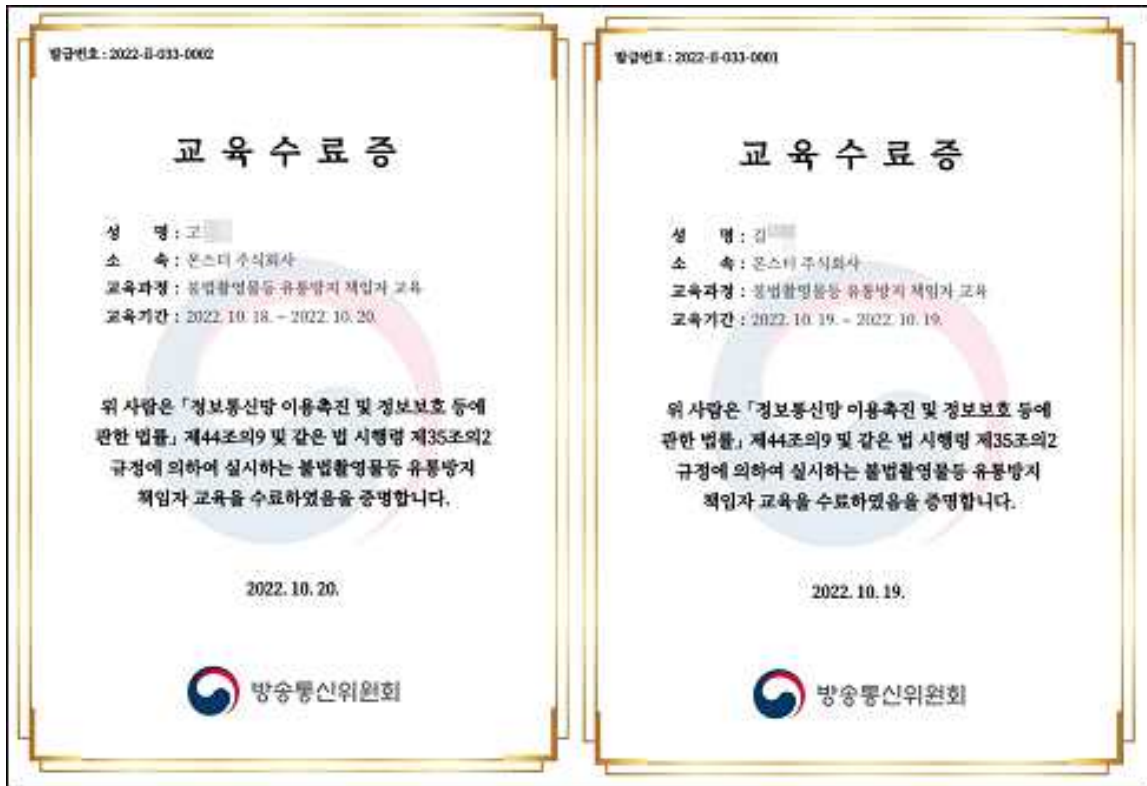 발급번호 : 2022-유-033-0002
교 육 수 료 증
성 명 : 고
소 속 : 몬스터 주식회사
교육과정 : 불법촬영물등 유통방지 책임자 교육
교육기간 : 2022. 10. 18. ~ 2022. 10. 20.
위 사람은 「정보통신망 이용촉진 및 정보보호 등에
관한 법률」 제44조의9 및 같은 법 시행령 제35조의2
규정에 의하여 실시하는 불법촬영물등 유통방지
책임자 교육을 수료하였음을 증명합니다.
2022. 10. 20.
방송통신위원회
발급번호 : 2022-유-033-0001
교 육 수 료 증
성 명 : 김
소 속 : 몬스터 주식회사
교육과정 : 불법촬영물등 유통방지 책임자 교육
교육기간 : 2022. 10. 19. ~ 2022. 10. 19.
위 사람은 「정보통신망 이용촉진 및 정보보호 등에
관한 법률」 제44조의9 및 같은 법 시행령 제35조의2
규정에 의하여 실시하는 불법촬영물등 유통방지
책임자 교육을 수료하였음을 증명합니다.
2022. 10. 19.
방송통신위원회